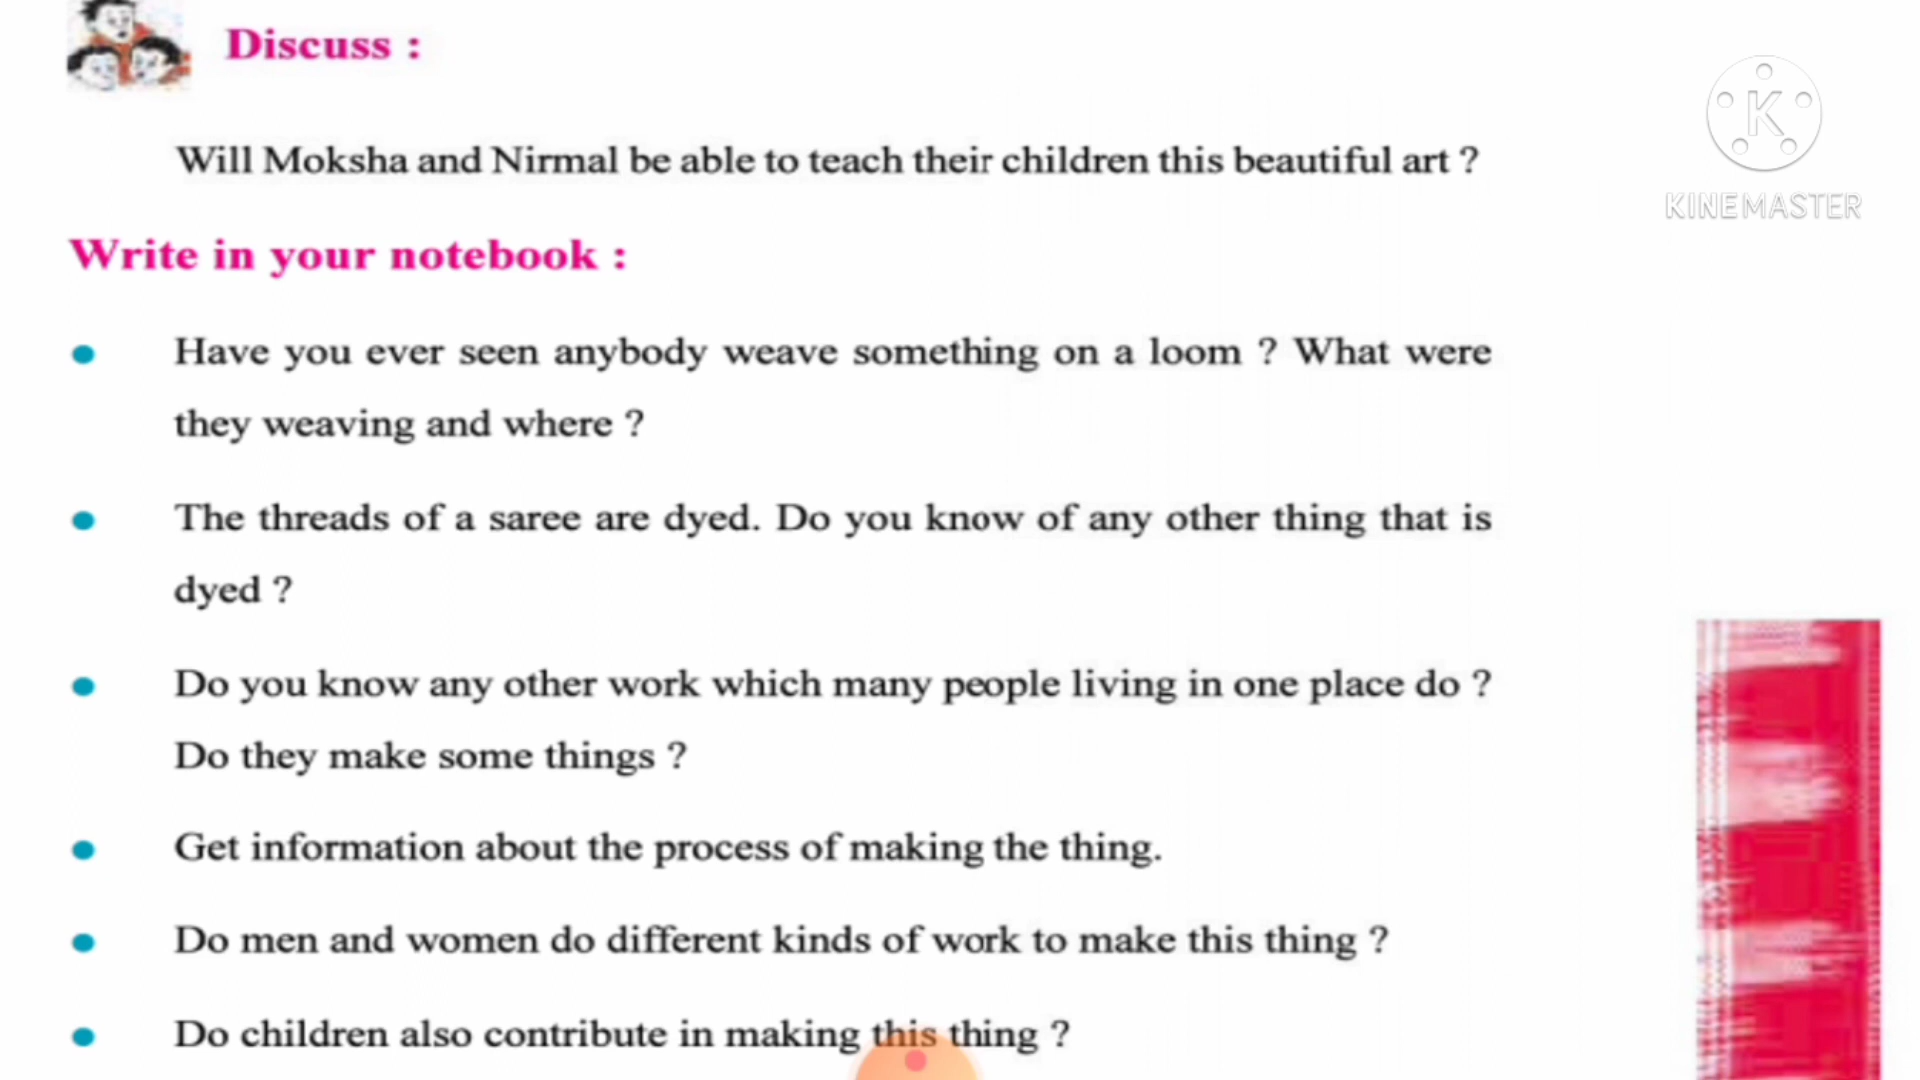 Discuss :
Will Moksha and Nirmal be able to teach their children this beautiful art ?
KINEMASTER
Write in your notebook :
Have you ever seen anybody weave something on a loom ? What were
they weaving and where ?
The threads of a saree are dyed. Do you know of any other thing that is
dyed ?
Do you know any other work which many people living in one place do ?
Do they make some things ?
Get information about the process of making the thing.
Do men and women do different kinds of work to make this thing ?
Do children also contribute in making this thing ?